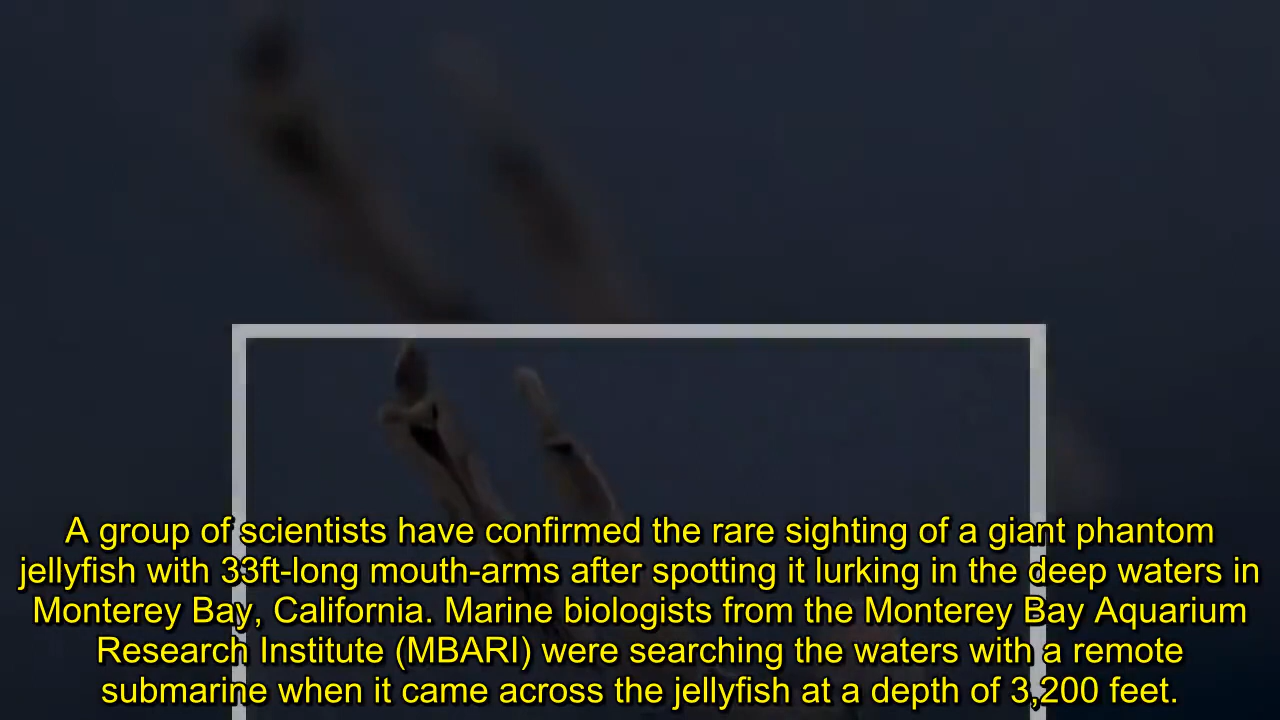 A group of scientists have confirmed the rare sighting of a giant phantom
jellyfish with 33ft-long mouth-arms after spotting it lurking in the deep waters in
Monterey Bay, California. Marine biologists from the Monterey Bay Aquarium
Research Institute (MBARI) were searching the waters with a remote
submarine when it came across the jellyfish at a depth of 3,200 feet.